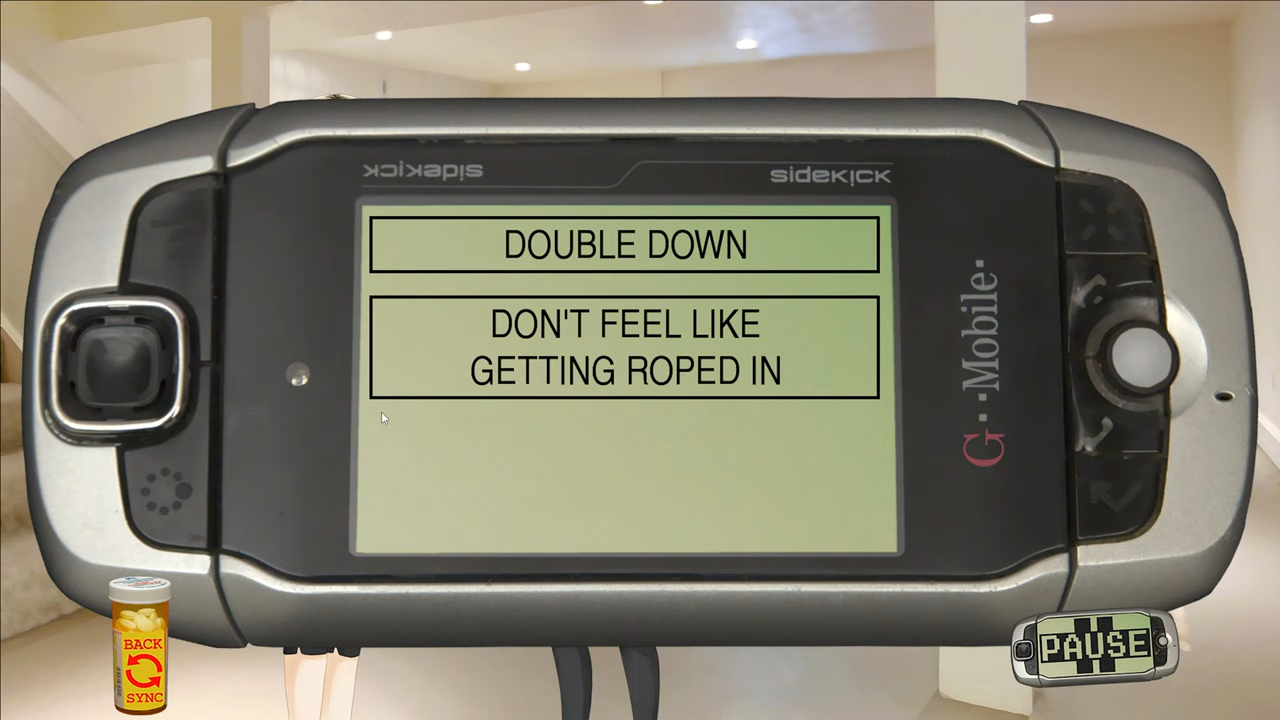 sidekick
sidekick
DOUBLE DOWN
DON'T FEEL LIKE
GETTING ROPED IN
G··Mobile·
BACK
SYNC
PAUSE